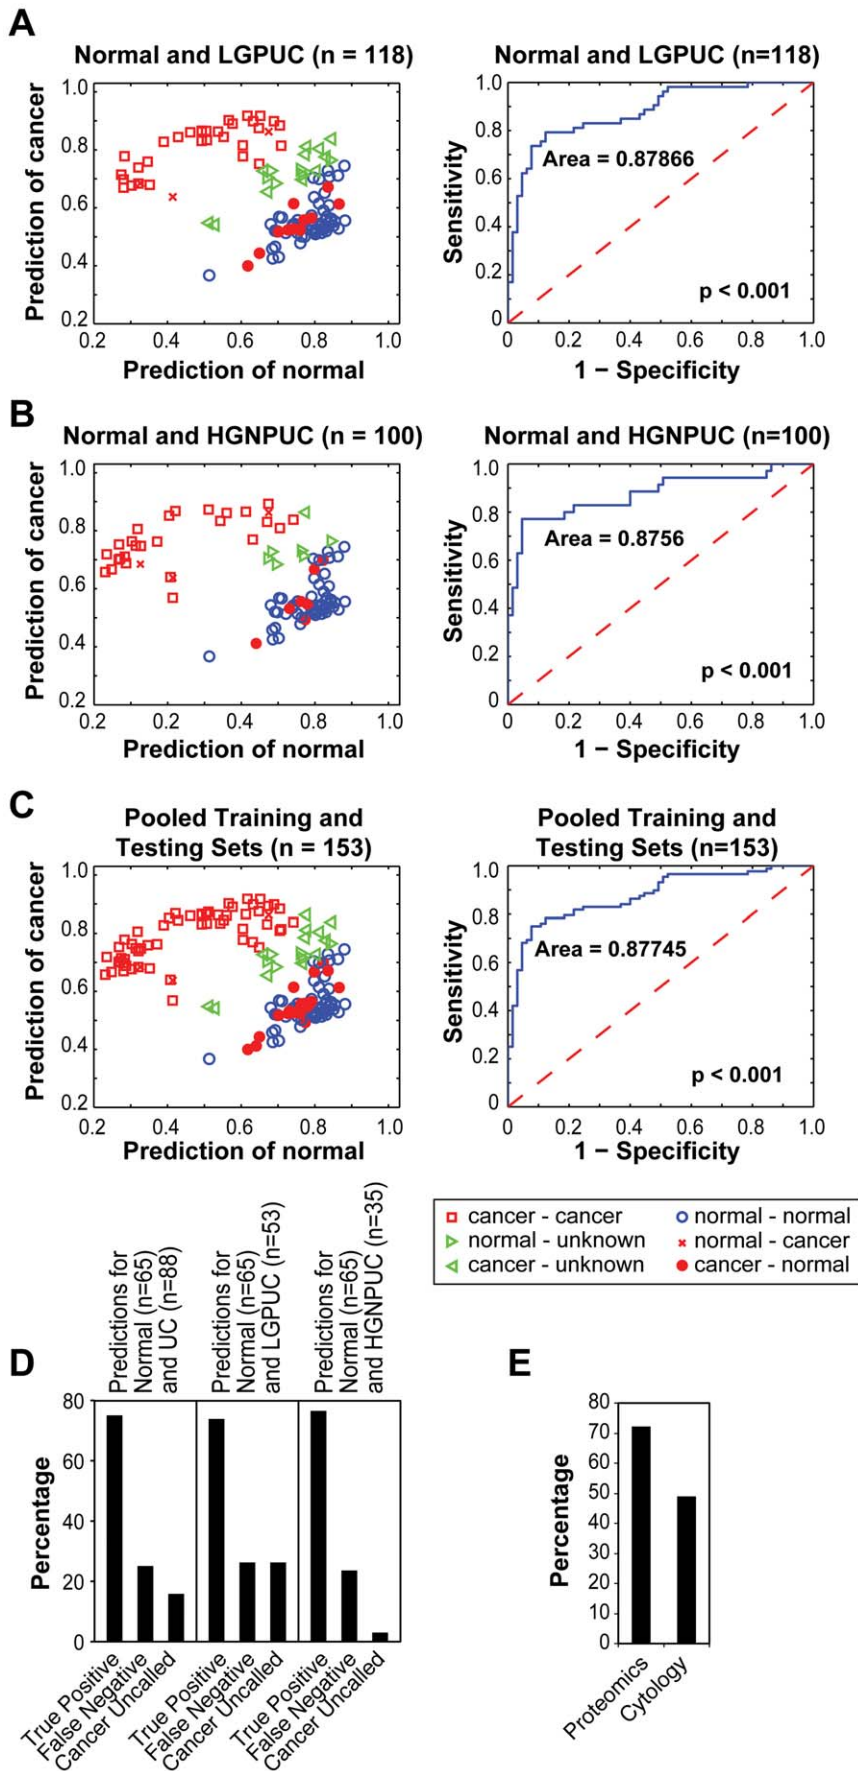 A
Normal and LGPUC (n = 118)
Prediction of cancer
1.0
0.8
0.6
0.4
0.2
0.2
0.4
0.6
0.8
1.0
Prediction of normal
Normal and LGPUC (n=118)
Sensitivity
1.0
0.8
0.6
0.4
0.2
0
Area = 0.87866
p < 0.001
0
0.2
0.4
0.6
0.8
1.0
1 − Specificity
B
Normal and HGNPUC (n = 100)
Prediction of cancer
1.0
0.8
0.6
0.4
0.2
0.2
0.2
0.4
0.8
1.0
Prediction of normal
Normal and HGNPUC (n=100)
Sensitivity
1.0
0.8
0.6
0.4
0.2
0
Area = 0.8756
p < 0.001
0
0.2
0.4
0.6
0.8
1.0
1 − Specificity
C
Pooled Training and
Testing Sets (n = 153)
Prediction of cancer
1.0
0.8
0.6
0.4
0.2
0.2
0.4
0.6
0.8
1.0
Prediction of normal
Pooled Training and
Testing Sets (n=153)
Sensitivity
1.0
0.8
0.6
0.4
0.2
0
Area = 0.87745
p < 0.001
0
0.2
0.4
0.6
0.8
1.0
1 − Specificity
cancer - cancer
normal - unknown
cancer - unknown
normal - normal
normal - cancer
cancer - normal
D
Predictions for
Normal (n=65)
and UC (n=88)
Predictions for
Normal (n=65)
and LGPUC (n=53)
Predictions for
Normal (n=65)
and HGNPUC (n=35)
Percentage
80
60
40
20
0
True Positive
False Negative
Cancer Uncalled
True Positive
False Negative
Cancer Uncalled
True Positive
False Negative
Cancer Uncalled
E
Percentage
80
70
60
50
40
30
20
10
0
Proteomics
Cytology